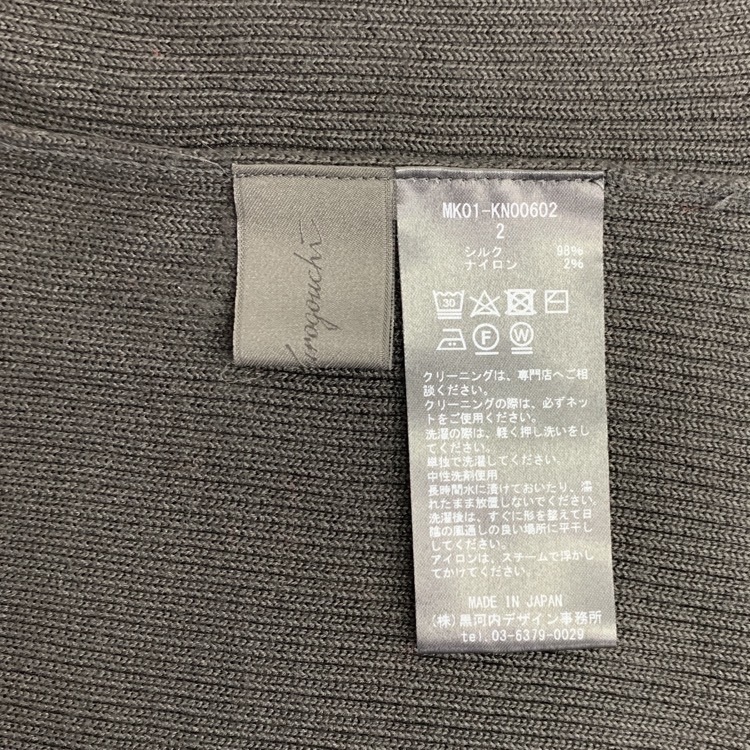 Kurogouchi
MK01-KN00602
2
シルク 98%
ナイロン 2%
30
F W
クリーニングは、専門店へご相
談ください。
クリーニングの際は、必ずネッ
トをご使用ください。
洗濯の際は、軽く押し洗いをし
てください。
単独で洗濯してください。
中性洗剤使用
長時間水に漬けておいたり、濡
れたまま放置しないでください。
洗濯後は、すぐに形を整えて日
陰の風通しの良い場所に平干し
してください。
アイロンは、スチームで浮かし
てかけてください。
MADE IN JAPAN
(株)黒河内デザイン事務所
tel.03-6379-0029